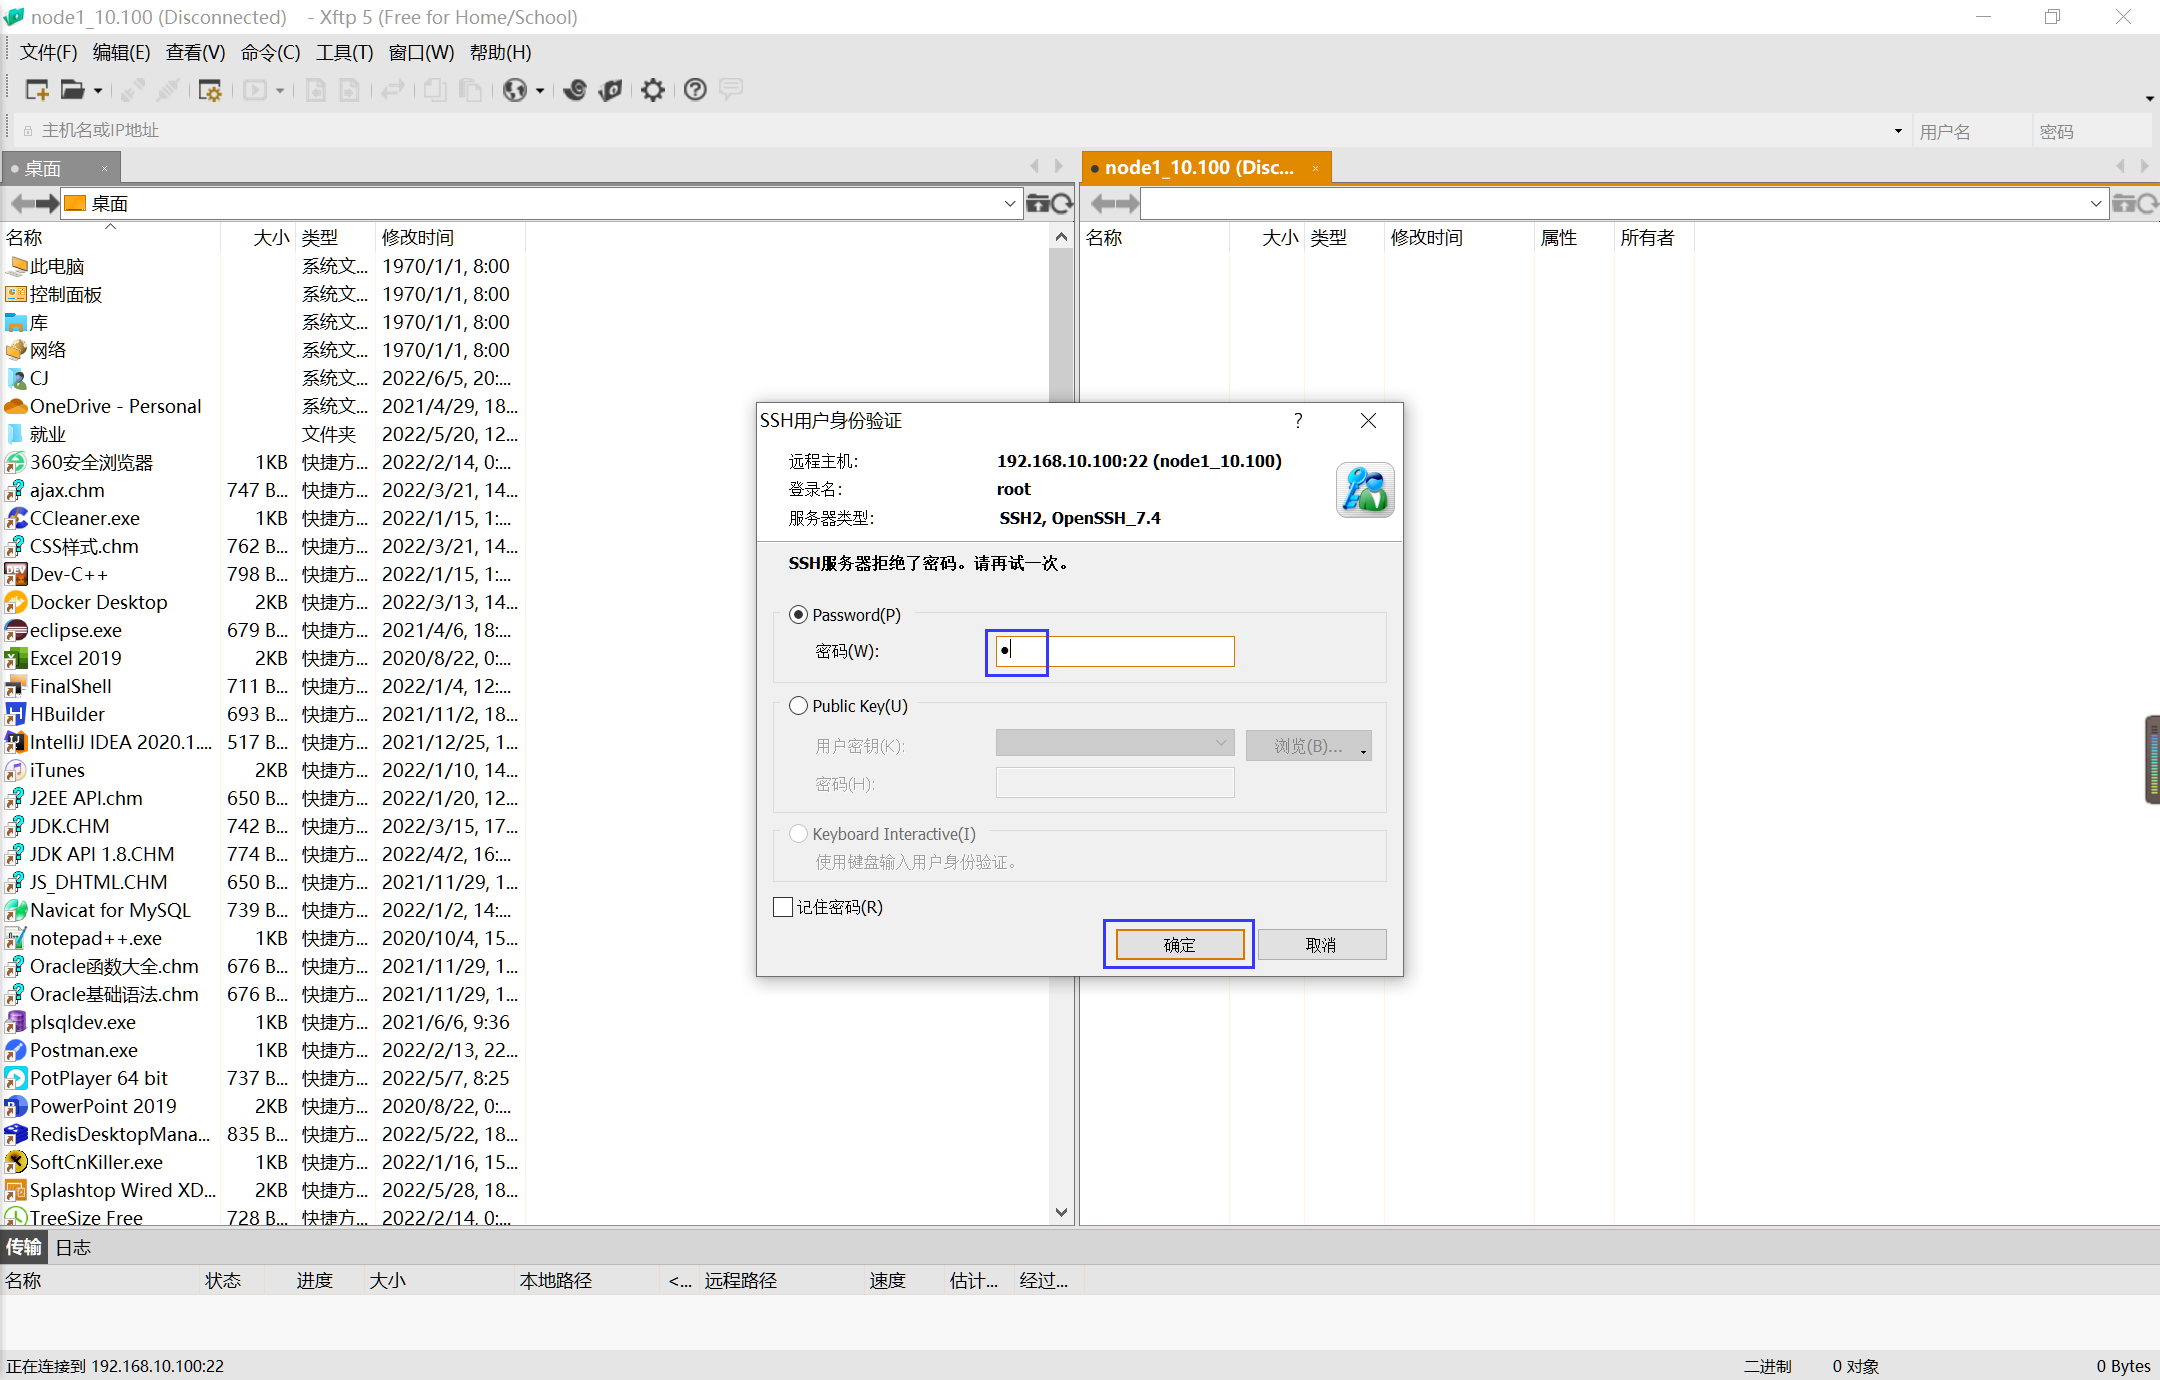 node1_10.100 (Disconnected)    - Xftp 5 (Free for Home/School)
文件(F) 编辑(E) 查看(V) 命令(C) 工具(T) 窗口(W) 帮助(H)
主机名或IP地址 用户名 密码
桌面
node1_10.100 (Disc...
桌面
名称 大小 类型 修改时间
此电脑 系统文... 1970/1/1, 8:00
控制面板 系统文... 1970/1/1, 8:00
库 系统文... 1970/1/1, 8:00
网络 系统文... 1970/1/1, 8:00
CJ 系统文... 2022/6/5, 20:...
OneDrive - Personal 系统文... 2021/4/29, 18...
就业 文件夹 2022/5/20, 12...
360安全浏览器 1KB 快捷方... 2022/2/14, 0:...
ajax.chm 747 B... 快捷方... 2022/3/21, 14...
CCleaner.exe 1KB 快捷方... 2022/1/15, 1:...
CSS样式.chm 762 B... 快捷方... 2022/3/21, 14...
Dev-C++ 798 B... 快捷方... 2022/1/15, 1:...
Docker Desktop 2KB 快捷方... 2022/3/13, 14...
eclipse.exe 679 B... 快捷方... 2021/4/6, 18:...
Excel 2019 2KB 快捷方... 2020/8/22, 0:...
FinalShell 711 B... 快捷方... 2022/1/4, 12:...
HBuilder 693 B... 快捷方... 2021/11/2, 18...
IntelliJ IDEA 2020.1.... 517 B... 快捷方... 2021/12/25, 1...
iTunes 2KB 快捷方... 2022/1/10, 14...
J2EE API.chm 650 B... 快捷方... 2022/1/20, 12...
JDK.CHM 742 B... 快捷方... 2022/3/15, 17...
JDK API 1.8.CHM 774 B... 快捷方... 2022/4/2, 16:...
JS_DHTML.CHM 650 B... 快捷方... 2021/11/29, 1...
Navicat for MySQL 739 B... 快捷方... 2022/1/2, 14:...
notepad++.exe 1KB 快捷方... 2020/10/4, 15...
Oracle函数大全.chm 676 B... 快捷方... 2021/11/29, 1...
Oracle基础语法.chm 676 B... 快捷方... 2021/11/29, 1...
plsqldev.exe 1KB 快捷方... 2021/6/6, 9:36
Postman.exe 1KB 快捷方... 2022/2/13, 22...
PotPlayer 64 bit 737 B... 快捷方... 2022/5/7, 8:25
PowerPoint 2019 2KB 快捷方... 2020/8/22, 0:...
RedisDesktopMana... 835 B... 快捷方... 2022/5/22, 18...
SoftCnKiller.exe 1KB 快捷方... 2022/1/16, 15...
Splashtop Wired XD... 2KB 快捷方... 2022/5/28, 18...
TreeSize Free 728 B... 快捷方... 2022/2/14, 0:...
名称 大小 类型 修改时间 属性 所有者
SSH用户身份验证 ?
远程主机: 192.168.10.100:22 (node1_10.100)
登录名: root
服务器类型: SSH2, OpenSSH_7.4
SSH服务器拒绝了密码。请再试一次。
Password(P)
密码(W): ●
Public Key(U)
用户密钥(K): 浏览(B)...
密码(H):
Keyboard Interactive(I)
使用键盘输入用户身份验证。
记住密码(R)
确定 取消
传输 日志
名称 状态 进度 大小 本地路径 <... 远程路径 速度 估计... 经过...
正在连接到 192.168.10.100:22 二进制 0 对象 0 Bytes